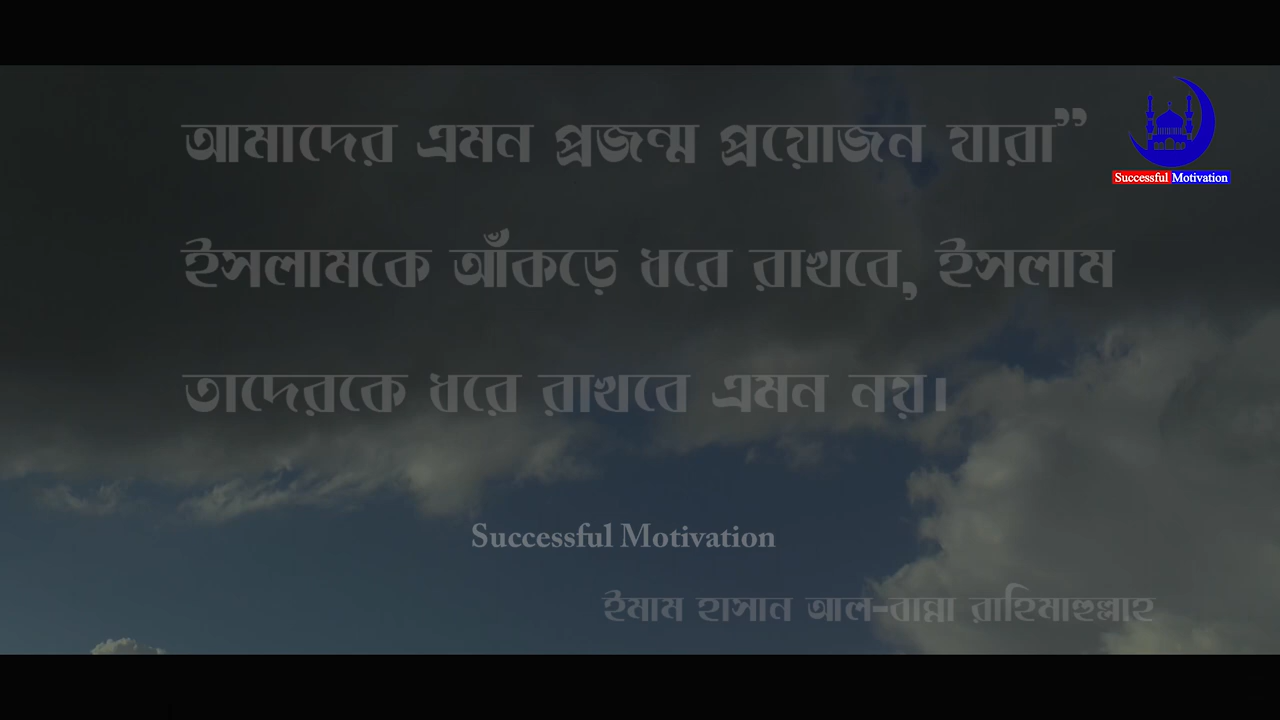 আমাদের এমন প্রজন্ম প্রয়োজন যারা”
ইসলামকে আঁকড়ে ধরে রাখবে, ইসলাম
তাদেরকে ধরে রাখবে এমন নয়।
Successful Motivation
ইমাম হাসান আল-বান্না রাহিমাহুল্লাহ
Successful Motivation